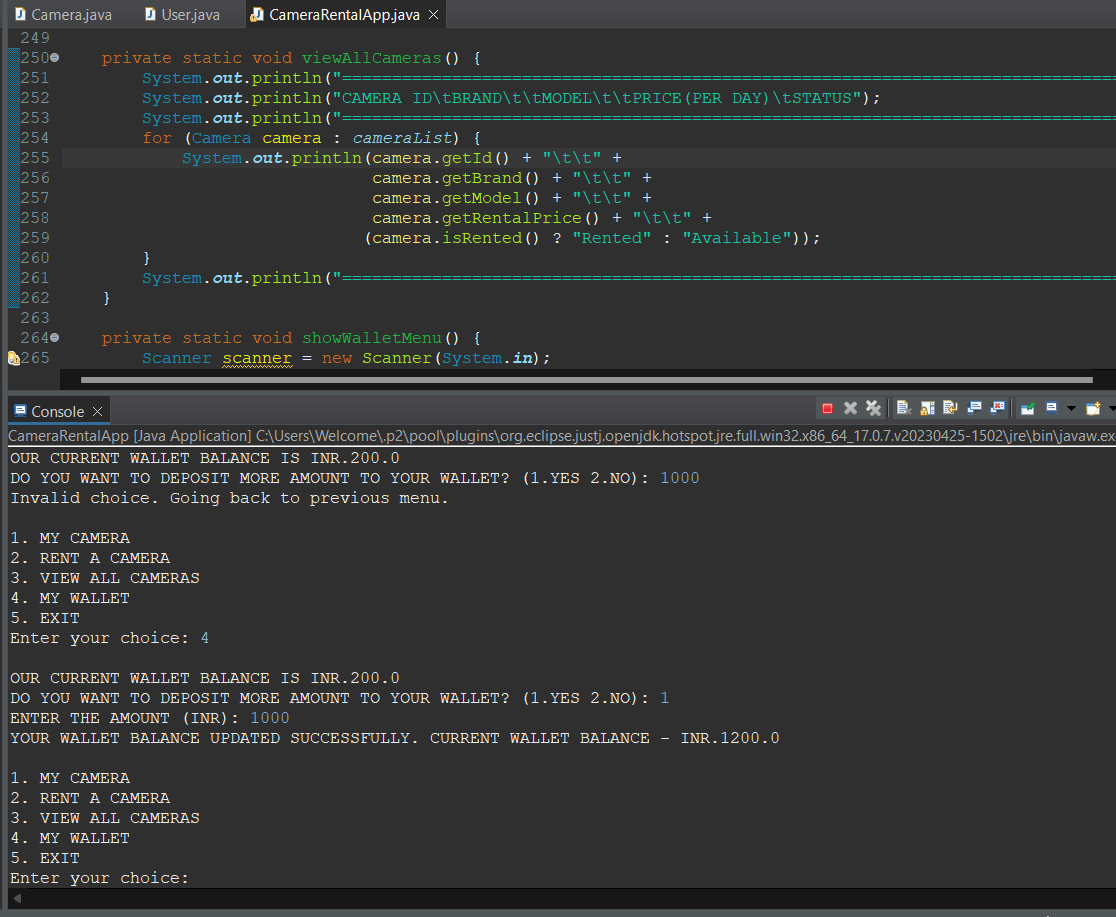 Camera.java User.java CameraRentalApp.java
249
250 private static void viewAllCameras() {
251 System.out.println("==============================================================================
252 System.out.println("CAMERA ID\tBRAND\t\tMODEL\t\tPRICE(PER DAY)\tSTATUS");
253 System.out.println("==============================================================================
254 for (Camera camera : cameraList) {
255 System.out.println(camera.getId() + "\t\t" +
256 camera.getBrand() + "\t\t" +
257 camera.getModel() + "\t\t" +
258 camera.getRentalPrice() + "\t\t" +
259 (camera.isRented() ? "Rented" : "Available"));
260 }
261 System.out.println("==============================================================================
262 }
263
264 private static void showWalletMenu() {
265 Scanner scanner = new Scanner(System.in);
Console
CameraRentalApp [Java Application] C:\Users\Welcome\.p2\pool\plugins\org.eclipse.justj.openjdk.hotspot.jre.full.win32.x86_64_17.0.7.v20230425-1502\jre\bin\javaw.ex
OUR CURRENT WALLET BALANCE IS INR.200.0
DO YOU WANT TO DEPOSIT MORE AMOUNT TO YOUR WALLET? (1.YES 2.NO): 1000
Invalid choice. Going back to previous menu.
1. MY CAMERA
2. RENT A CAMERA
3. VIEW ALL CAMERAS
4. MY WALLET
5. EXIT
Enter your choice: 4
OUR CURRENT WALLET BALANCE IS INR.200.0
DO YOU WANT TO DEPOSIT MORE AMOUNT TO YOUR WALLET? (1.YES 2.NO): 1
ENTER THE AMOUNT (INR): 1000
YOUR WALLET BALANCE UPDATED SUCCESSFULLY. CURRENT WALLET BALANCE - INR.1200.0
1. MY CAMERA
2. RENT A CAMERA
3. VIEW ALL CAMERAS
4. MY WALLET
5. EXIT
Enter your choice: